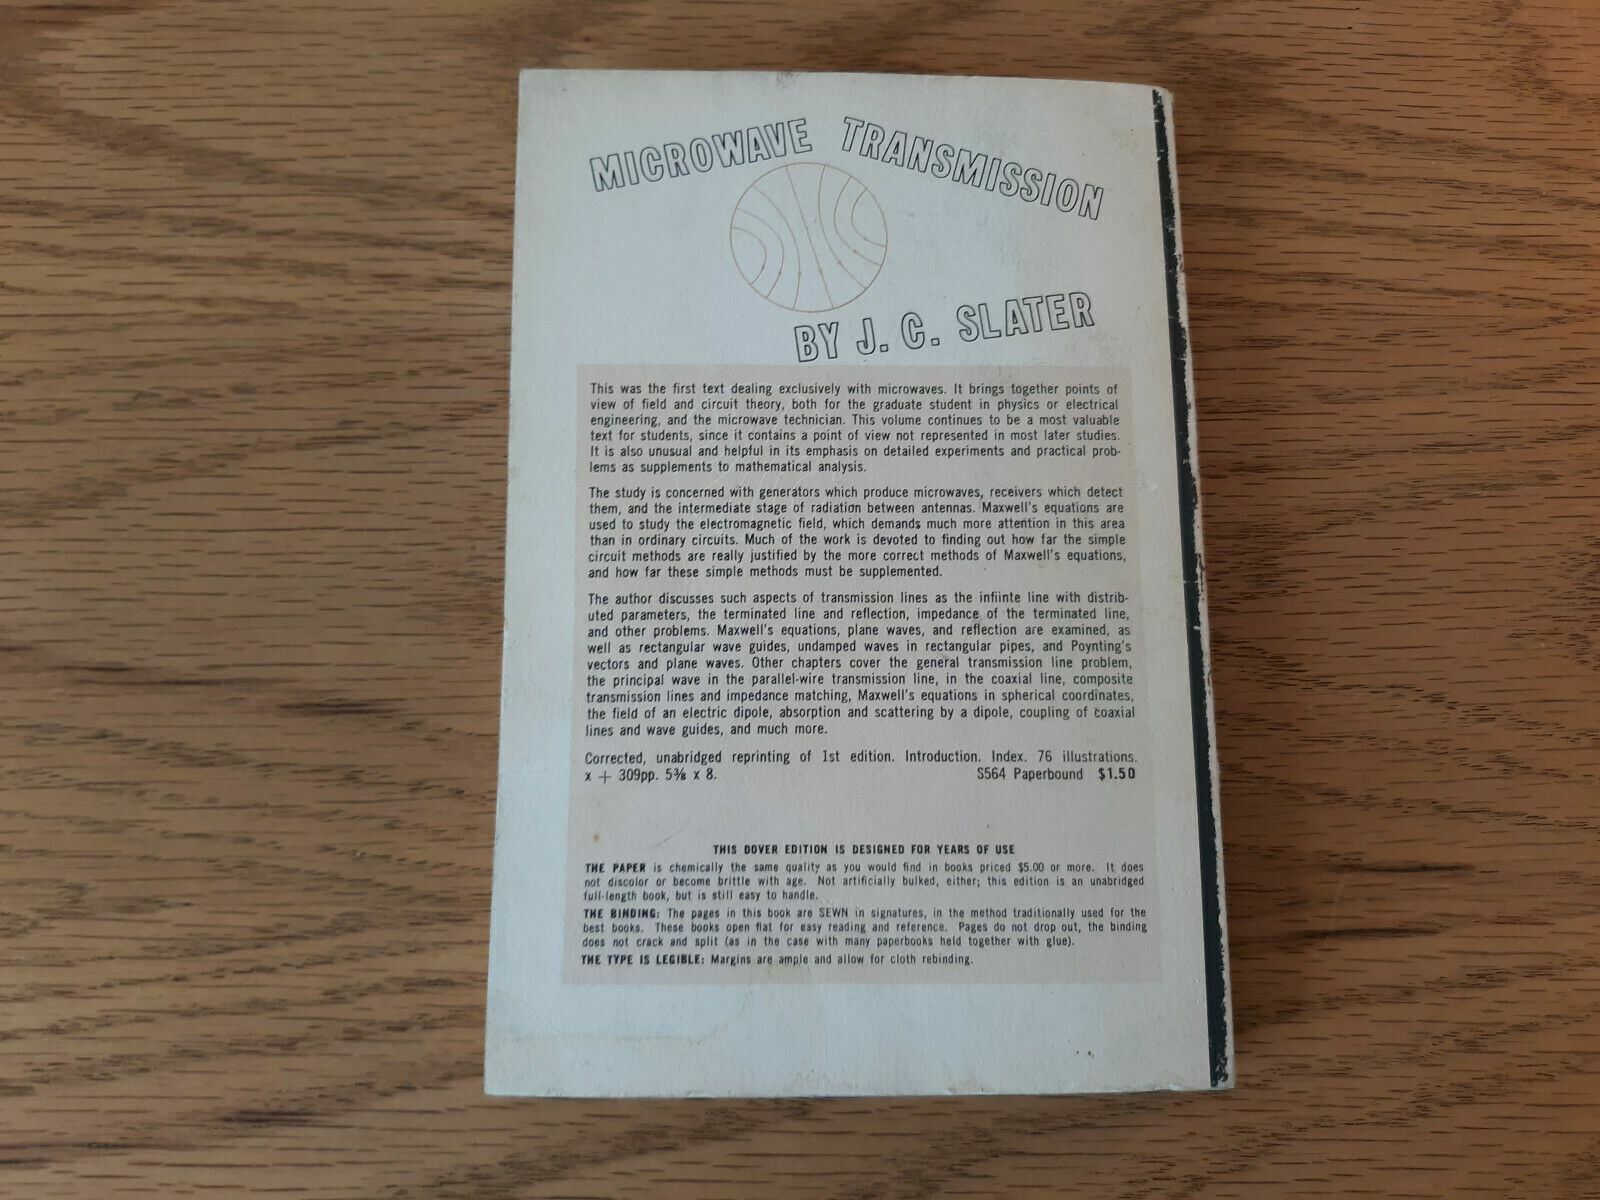 MICROWAVE TRANSMISSION
BY J. C. SLATER
This was the first text dealing exclusively with microwaves. It brings together points of
view of field and circuit theory, both for the graduate student in physics or electrical
engineering, and the microwave technician. This volume continues to be a most valuable
text for students, since it contains a point of view not represented in most later studies.
It is also unusual and helpful in its emphasis on detailed experiments and practical prob-
lems as supplements to mathematical analysis.
The study is concerned with generators which produce microwaves, receivers which detect
them, and the intermediate stage of radiation between antennas. Maxwell's equations are
used to study the electromagnetic field, which demands much more attention in this area
than in ordinary circuits. Much of the work is devoted to finding out how far the simple
circuit methods are really justified by the more correct methods of Maxwell's equations,
and how far these simple methods must be supplemented.
The author discusses such aspects of transmission lines as the infiinte line with distrib-
uted parameters, the terminated line and reflection, impedance of the terminated line,
and other problems. Maxwell's equations, plane waves, and reflection are examined, as
well as rectangular wave guides, undamped waves in rectangular pipes, and Poynting's
vectors and plane waves. Other chapters cover the general transmission line problem,
the principal wave in the parallel-wire transmission line, in the coaxial line, composite
transmission lines and impedance matching, Maxwell's equations in spherical coordinates,
the field of an electric dipole, absorption and scattering by a dipole, coupling of coaxial
lines and wave guides, and much more.
Corrected, unabridged reprinting of 1st edition. Introduction. Index. 76 illustrations.
x + 309pp. 5⅜ x 8. S564 Paperbound $1.50
THIS DOVER EDITION IS DESIGNED FOR YEARS OF USE
THE PAPER is chemically the same quality as you would find in books priced $5.00 or more. It does
not discolor or become brittle with age. Not artificially bulked, either; this edition is an unabridged
full-length book, but is still easy to handle.
THE BINDING: The pages in this book are SEWN in signatures, in the method traditionally used for the
best books. These books open flat for easy reading and reference. Pages do not drop out, the binding
does not crack and split (as in the case with many paperbooks held together with glue).
THE TYPE IS LEGIBLE: Margins are ample and allow for cloth rebinding.